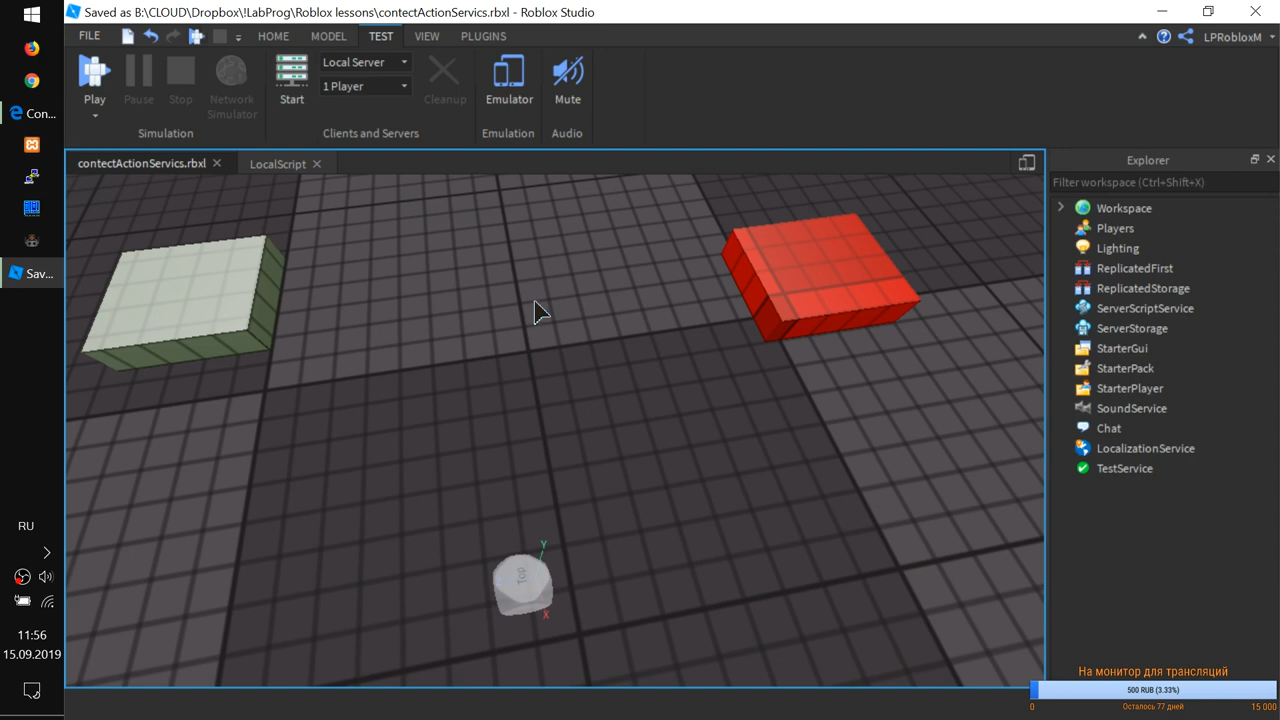 Saved as B:\CLOUD\Dropbox\!LabProg\Roblox lessons\contectActionServics.rbxl - Roblox Studio
FILE HOME MODEL TEST VIEW PLUGINS LPRobloxM
Play Pause Stop Network Simulator
Simulation
Start Local Server
1 Player
Cleanup
Clients and Servers
Emulator
Emulation
Mute
Audio
contectActionServics.rbxl LocalScript
Explorer
Filter workspace (Ctrl+Shift+X)
Workspace
Players
Lighting
ReplicatedFirst
ReplicatedStorage
ServerScriptService
ServerStorage
StarterGui
StarterPack
StarterPlayer
SoundService
Chat
LocalizationService
TestService
Top
Y
X
Con...
Sav...
RU
11:56
15.09.2019
На монитор для трансляций
500 RUB (3.33%)
0 Осталось 77 дней 15 000